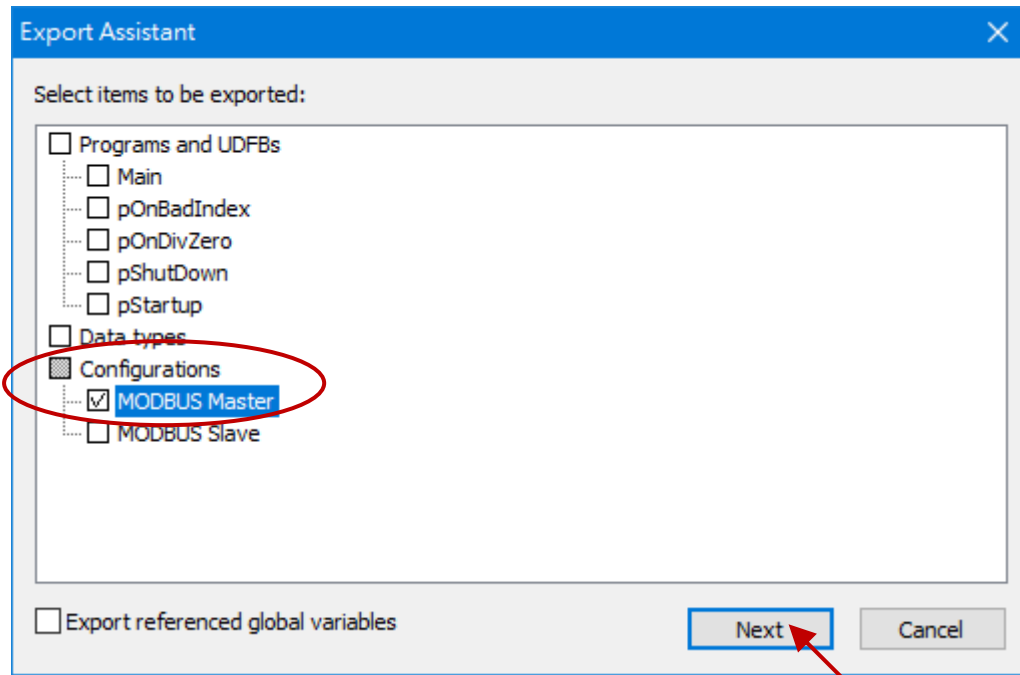 Export Assistant
Select items to be exported:
Programs and UDFBs
Main
pOnBadIndex
pOnDivZero
pShutDown
pStartup
Data types
Configurations
MODBUS Master
MODBUS Slave
Export referenced global variables
Next
Cancel